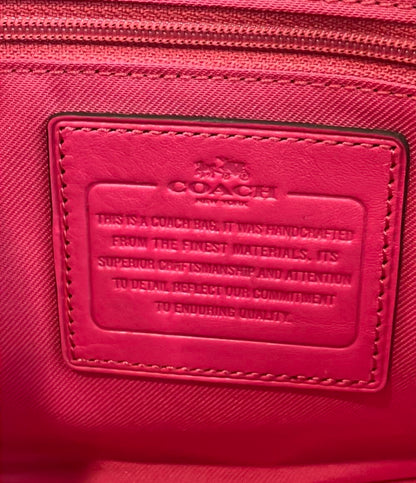 COACH
NEW YORK
THIS IS A COACH BAG. IT WAS HANDCRAFTED
FROM THE FINEST MATERIALS. ITS
SUPERIOR CRAFTSMANSHIP AND ATTENTION
TO DETAIL REFLECT OUR COMMITMENT
TO ENDURING QUALITY.